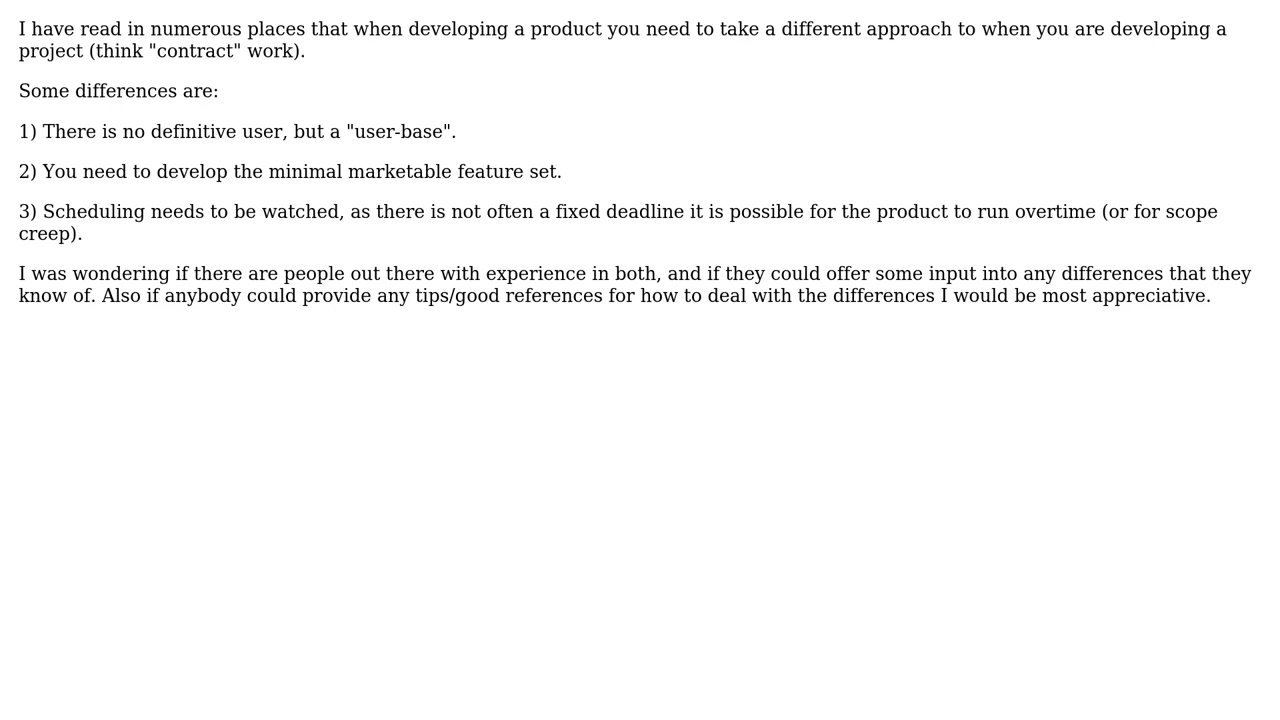 I have read in numerous places that when developing a product you need to take a different approach to when you are developing a
project (think "contract" work).
Some differences are:
1) There is no definitive user, but a "user-base".
2) You need to develop the minimal marketable feature set.
3) Scheduling needs to be watched, as there is not often a fixed deadline it is possible for the product to run overtime (or for scope
creep).
I was wondering if there are people out there with experience in both, and if they could offer some input into any differences that they
know of. Also if anybody could provide any tips/good references for how to deal with the differences I would be most appreciative.